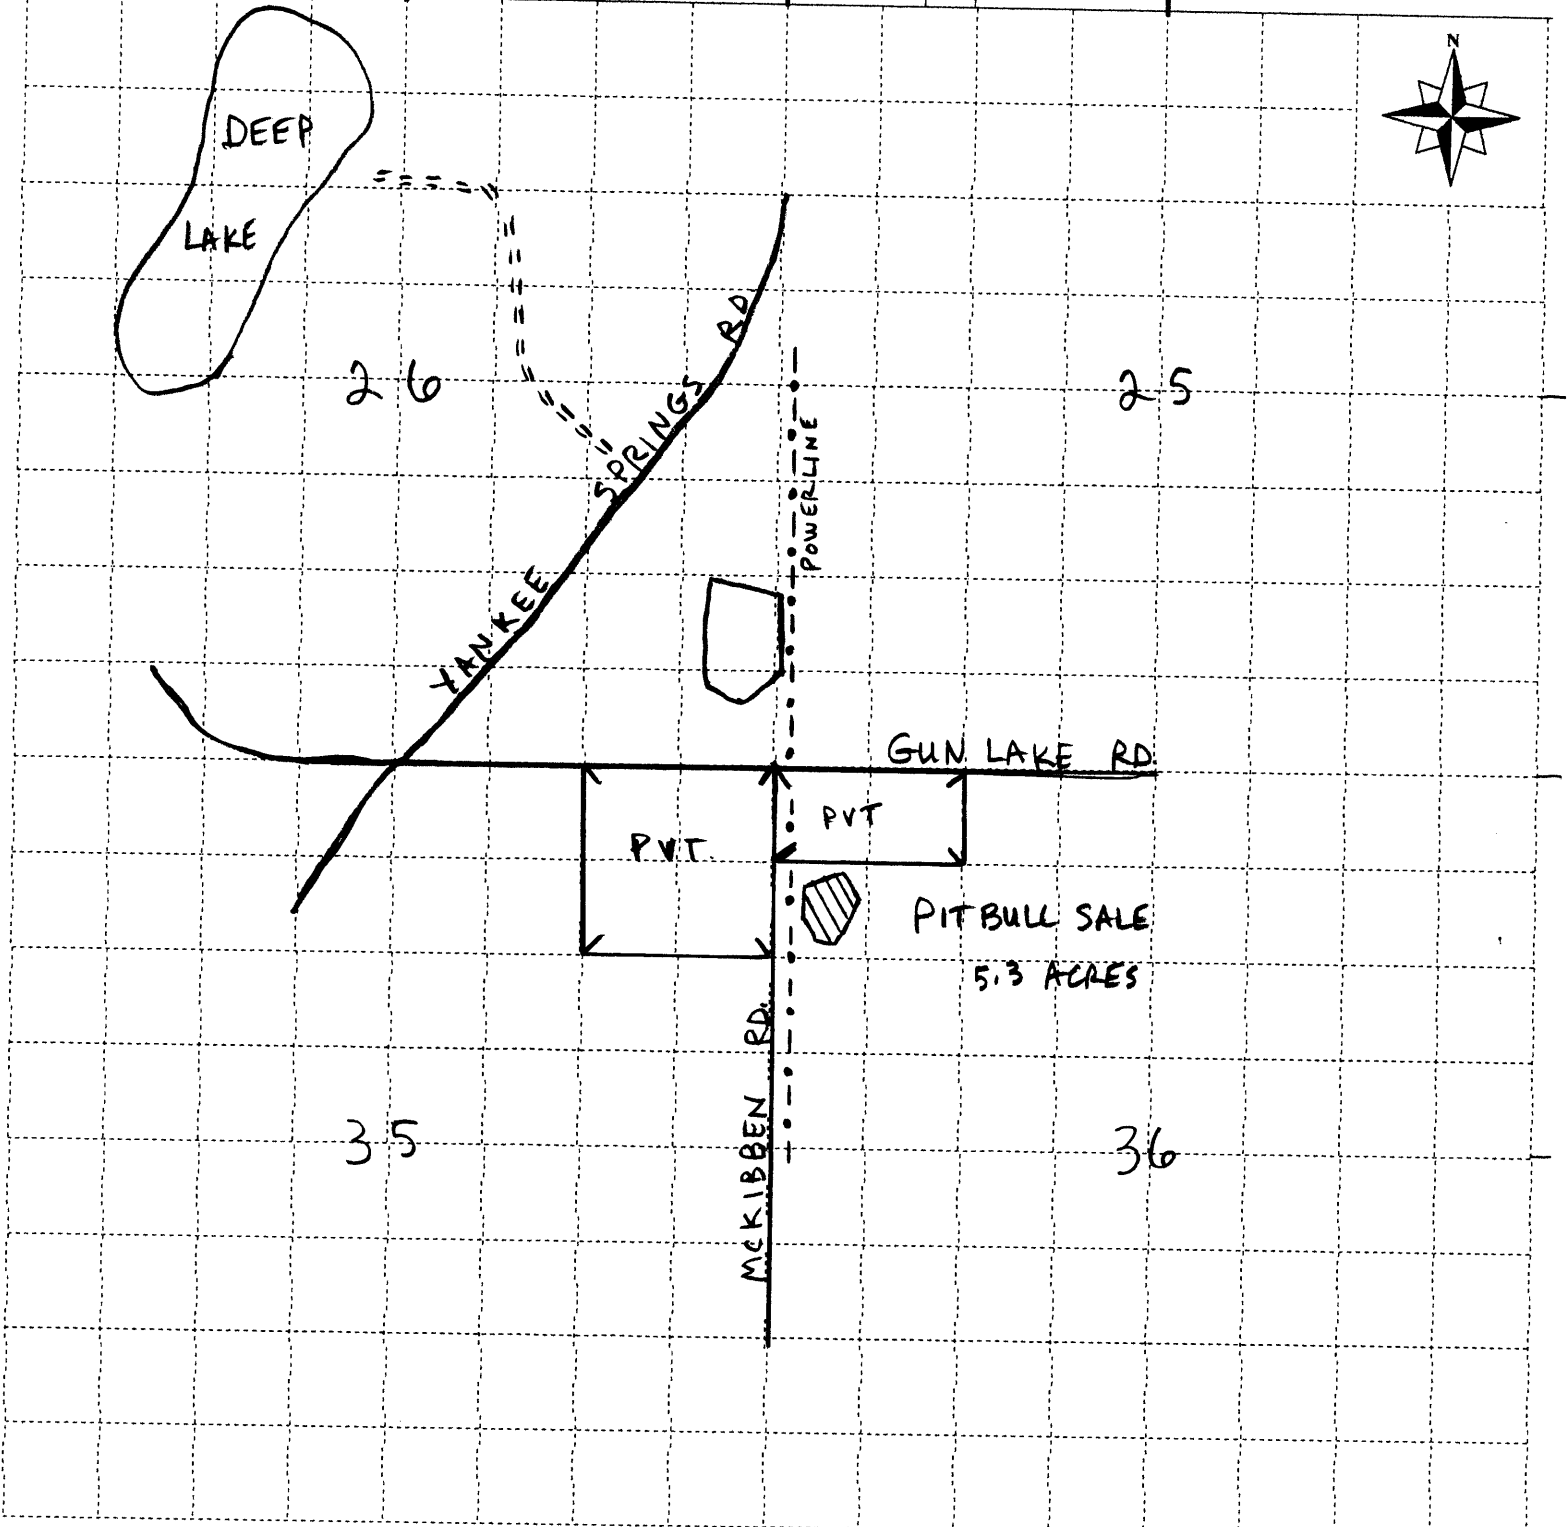 N
DEEP
LAKE
26
25
YANKEE SPRINGS RD
POWERLINE
GUN LAKE RD
PVT
PVT.
PITBULL SALE
5.3 ACRES
MCKIBBEN RD.
35
36